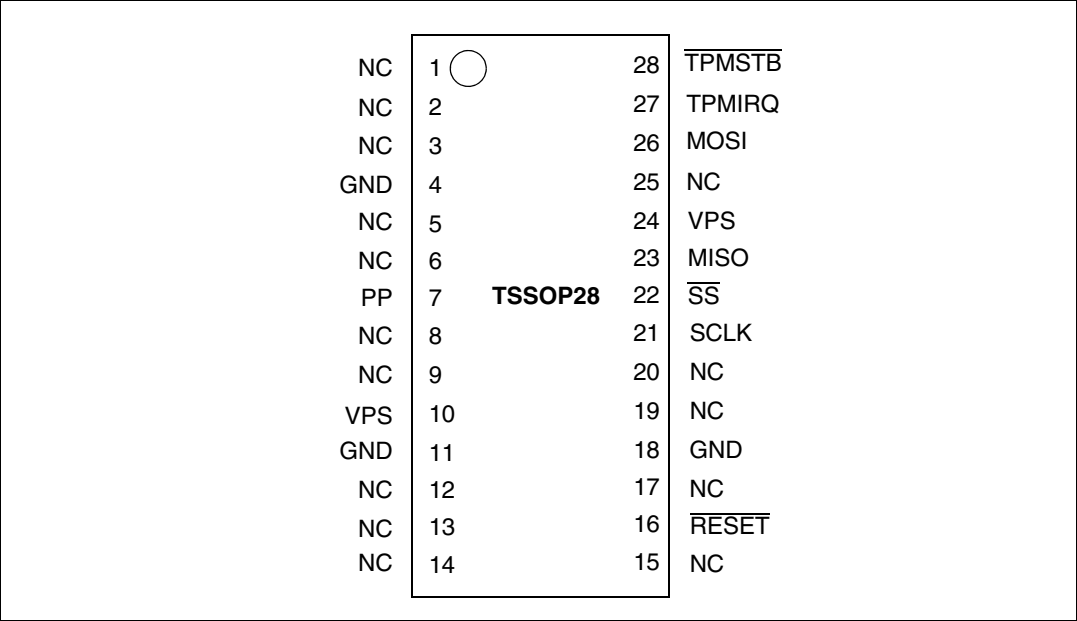 NC 1 28 TPMSTB
NC 2 27 TPMIRQ
NC 3 26 MOSI
GND 4 25 NC
NC 5 24 VPS
NC 6 23 MISO
PP 7 TSSOP28 22 SS
NC 8 21 SCLK
NC 9 20 NC
VPS 10 19 NC
GND 11 18 GND
NC 12 17 NC
NC 13 16 RESET
NC 14 15 NC